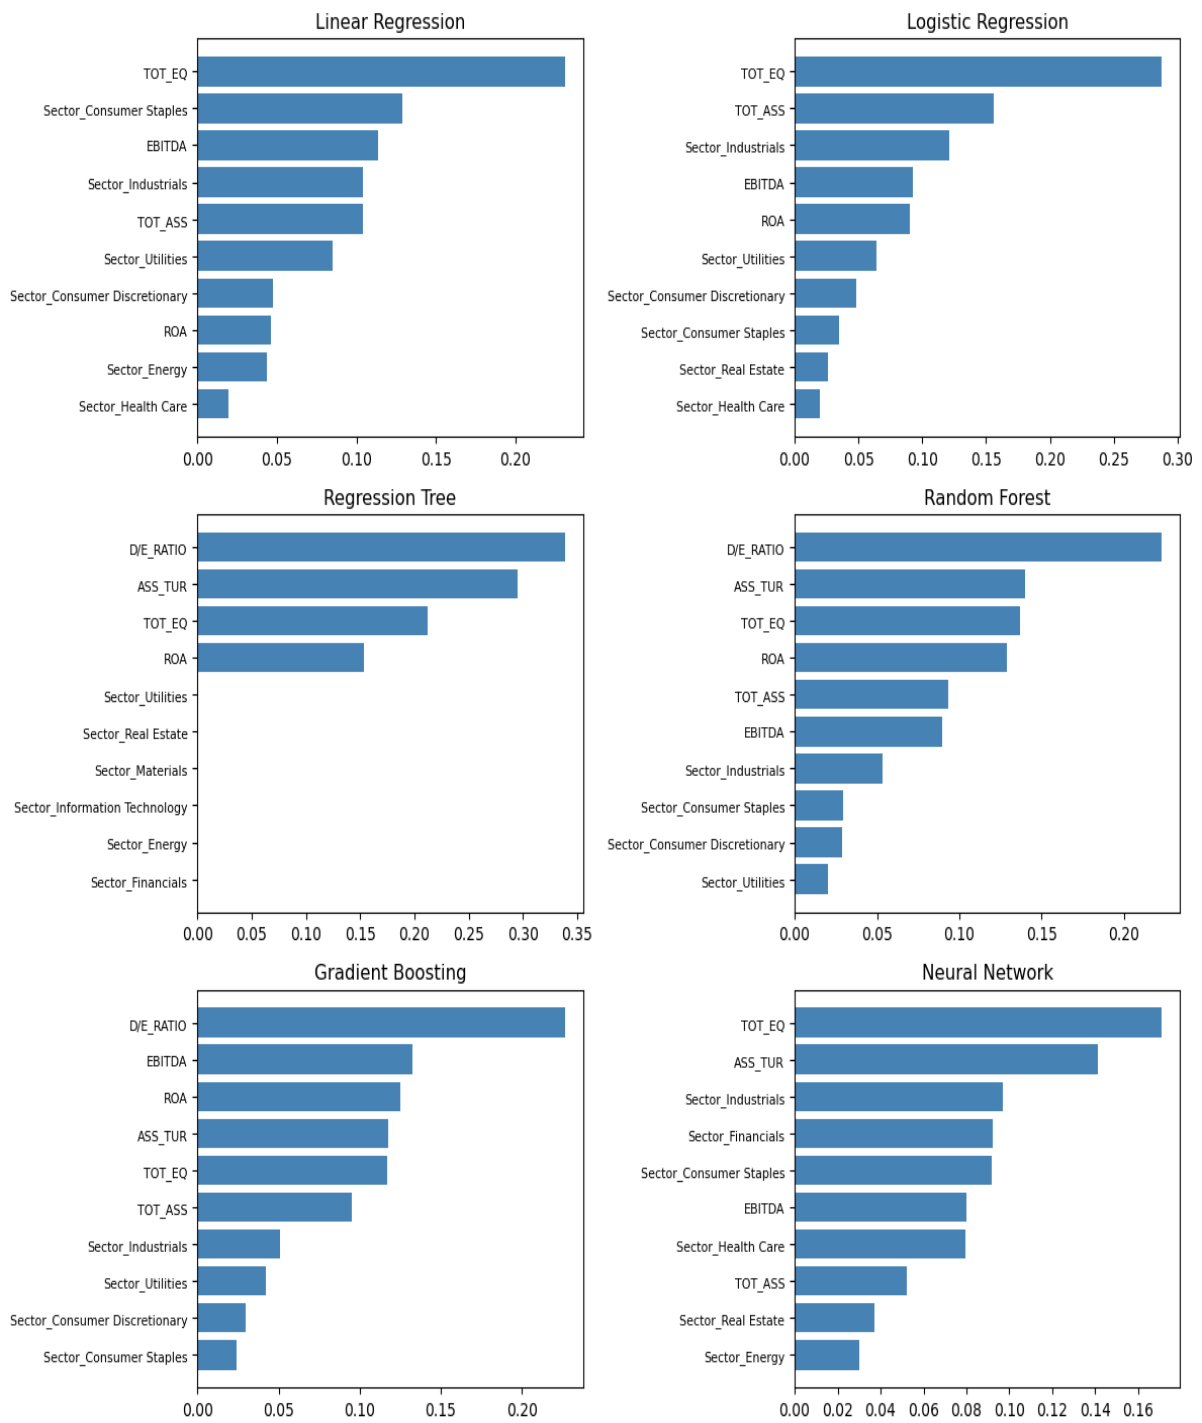 Linear Regression
TOT_EQ
Sector_Consumer Staples
EBITDA
Sector_Industrials
TOT_ASS
Sector_Utilities
Sector_Consumer Discretionary
ROA
Sector_Energy
Sector_Health Care
0.00 0.05 0.10 0.15 0.20
Logistic Regression
TOT_EQ
TOT_ASS
Sector_Industrials
EBITDA
ROA
Sector_Utilities
Sector_Consumer Discretionary
Sector_Consumer Staples
Sector_Real Estate
Sector_Health Care
0.00 0.05 0.10 0.15 0.20 0.25 0.30
Regression Tree
D/E_RATIO
ASS_TUR
TOT_EQ
ROA
Sector_Utilities
Sector_Real Estate
Sector_Materials
Sector_Information Technology
Sector_Energy
Sector_Financials
0.00 0.05 0.10 0.15 0.20 0.25 0.30 0.35
Random Forest
D/E_RATIO
ASS_TUR
TOT_EQ
ROA
TOT_ASS
EBITDA
Sector_Industrials
Sector_Consumer Staples
Sector_Consumer Discretionary
Sector_Utilities
0.00 0.05 0.10 0.15 0.20
Gradient Boosting
D/E_RATIO
EBITDA
ROA
ASS_TUR
TOT_EQ
TOT_ASS
Sector_Industrials
Sector_Utilities
Sector_Consumer Discretionary
Sector_Consumer Staples
0.00 0.05 0.10 0.15 0.20
Neural Network
TOT_EQ
ASS_TUR
Sector_Industrials
Sector_Financials
Sector_Consumer Staples
EBITDA
Sector_Health Care
TOT_ASS
Sector_Real Estate
Sector_Energy
0.00 0.02 0.04 0.06 0.08 0.10 0.12 0.14 0.16